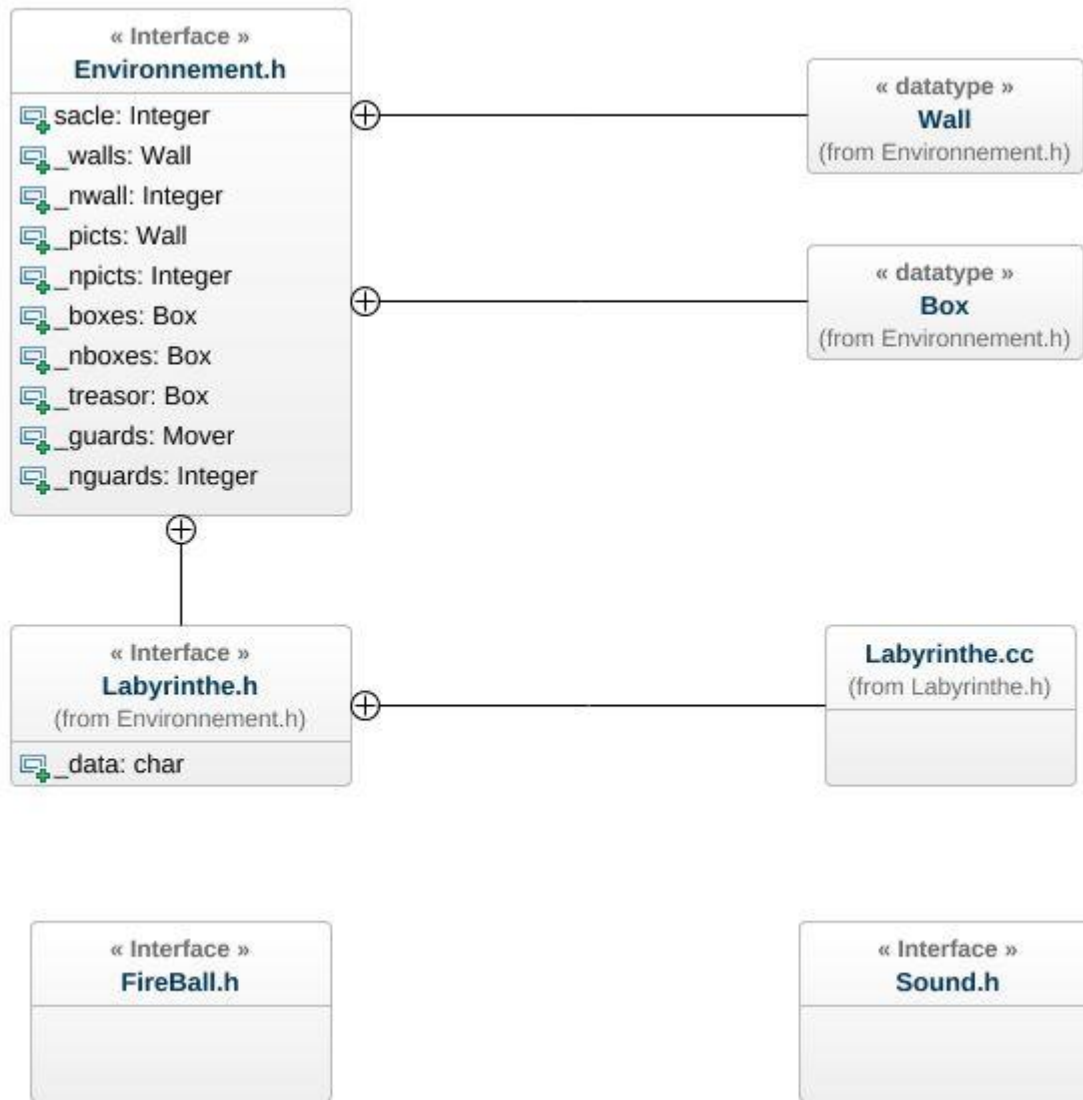 « Interface »
Environnement.h
sacle: Integer
_walls: Wall
_nwall: Integer
_picts: Wall
_npicts: Integer
_boxes: Box
_nboxes: Box
_treasor: Box
_guards: Mover
_nguards: Integer
« datatype »
Wall
(from Environnement.h)
« datatype »
Box
(from Environnement.h)
« Interface »
Labyrinthe.h
(from Environnement.h)
_data: char
Labyrinthe.cc
(from Labyrinthe.h)
« Interface »
FireBall.h
« Interface »
Sound.h